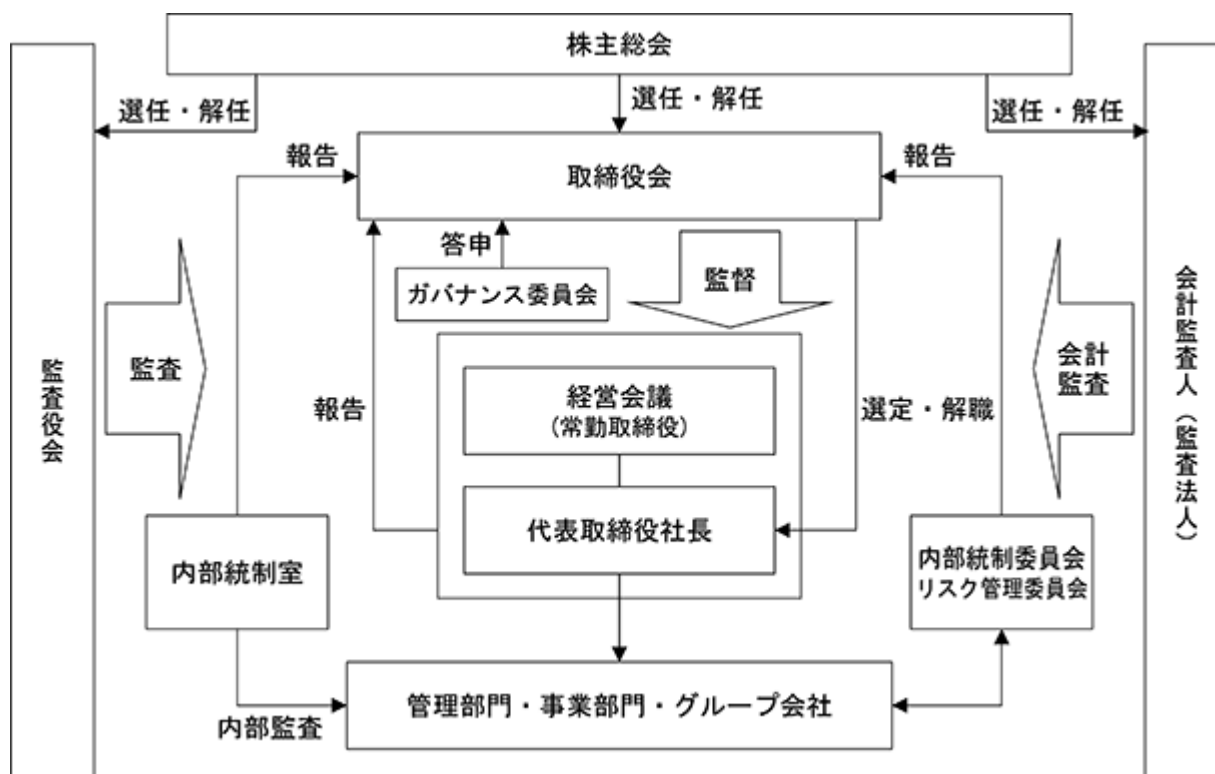 株主総会
選任・解任
選任・解任
選任・解任
報告
取締役会
報告
答申
ガバナンス委員会
監督
監査役会
監査
会計
監査
会計監査人（監査法人）
報告
経営会議
(常勤取締役)
選定・解職
代表取締役社長
内部統制室
内部統制委員会
リスク管理委員会
管理部門・事業部門・グループ会社
内部監査